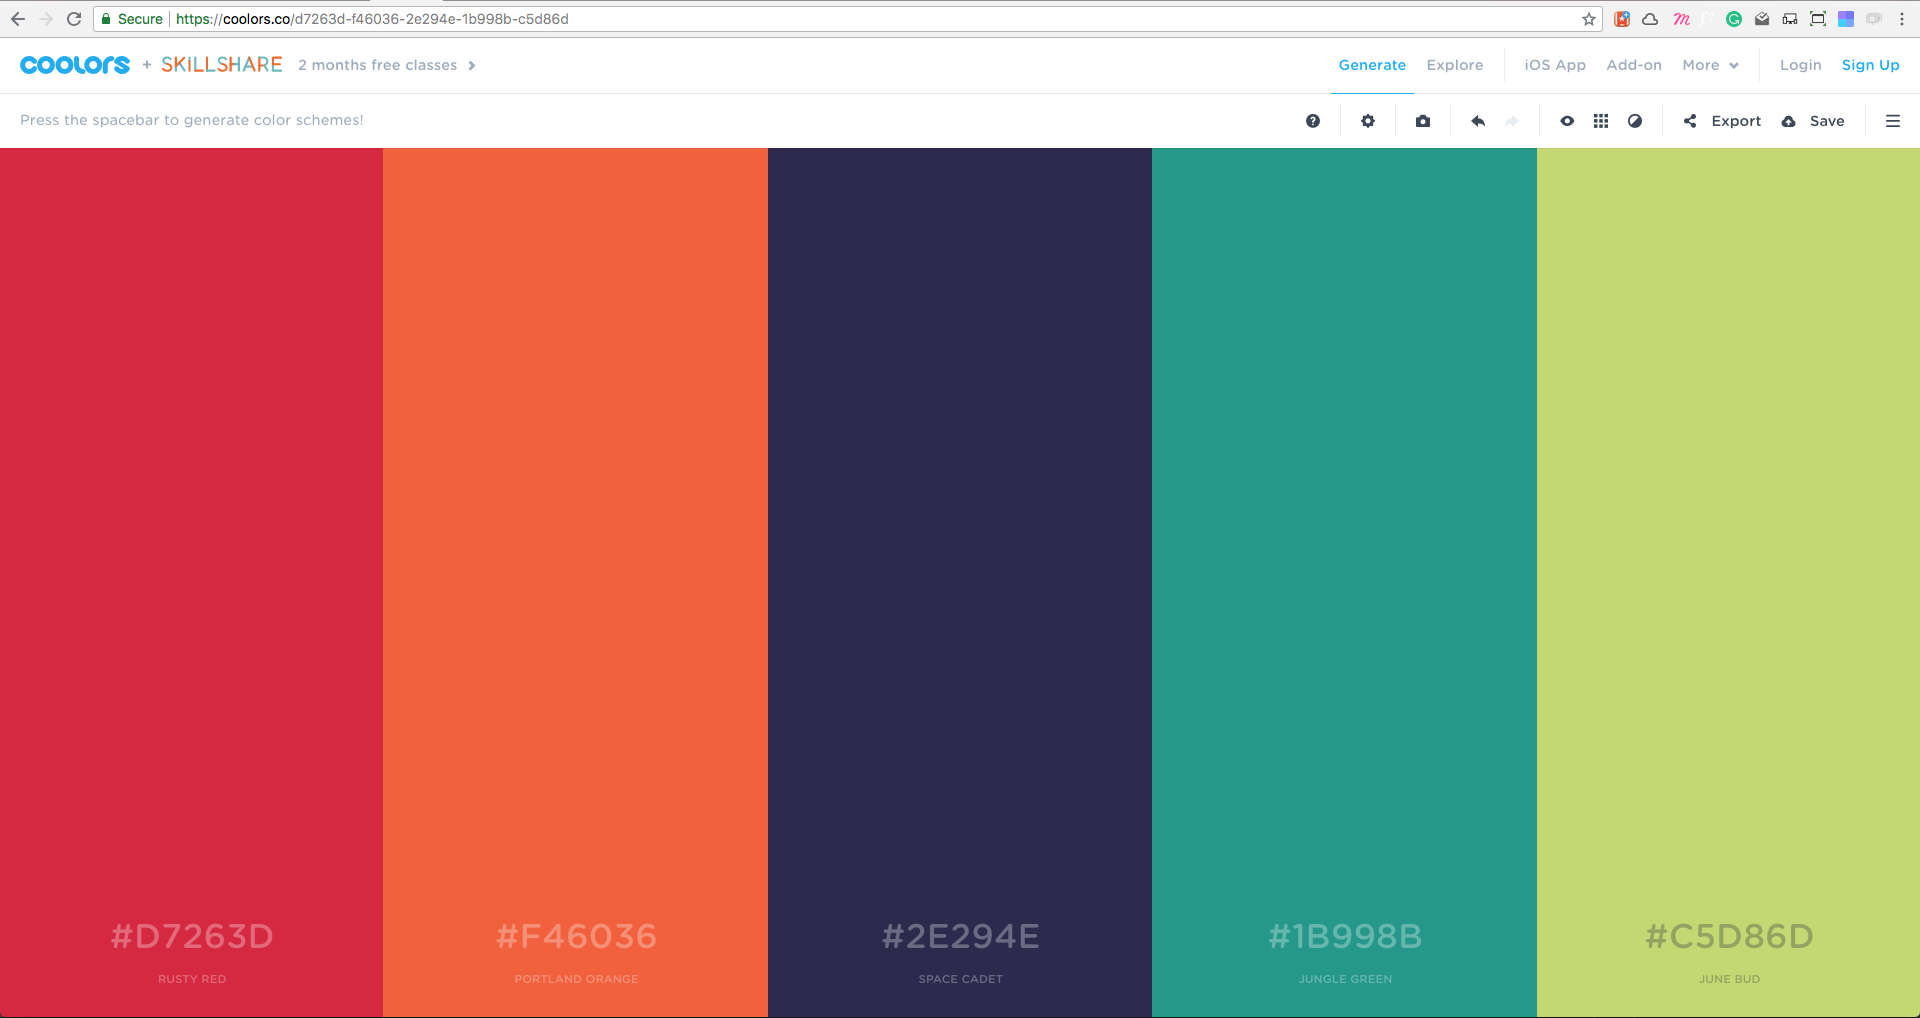 Secure https://coolors.co/d7263d-f46036-2e294e-1b998b-c5d86d
coolors + SKILLSHARE 2 months free classes Generate Explore iOS App Add-on More Login Sign Up
Press the spacebar to generate color schemes! Export Save
#D7263D #F46036 #2E294E #1B998B #C5D86D
RUSTY RED PORTLAND ORANGE SPACE CADET JUNGLE GREEN JUNE BUD